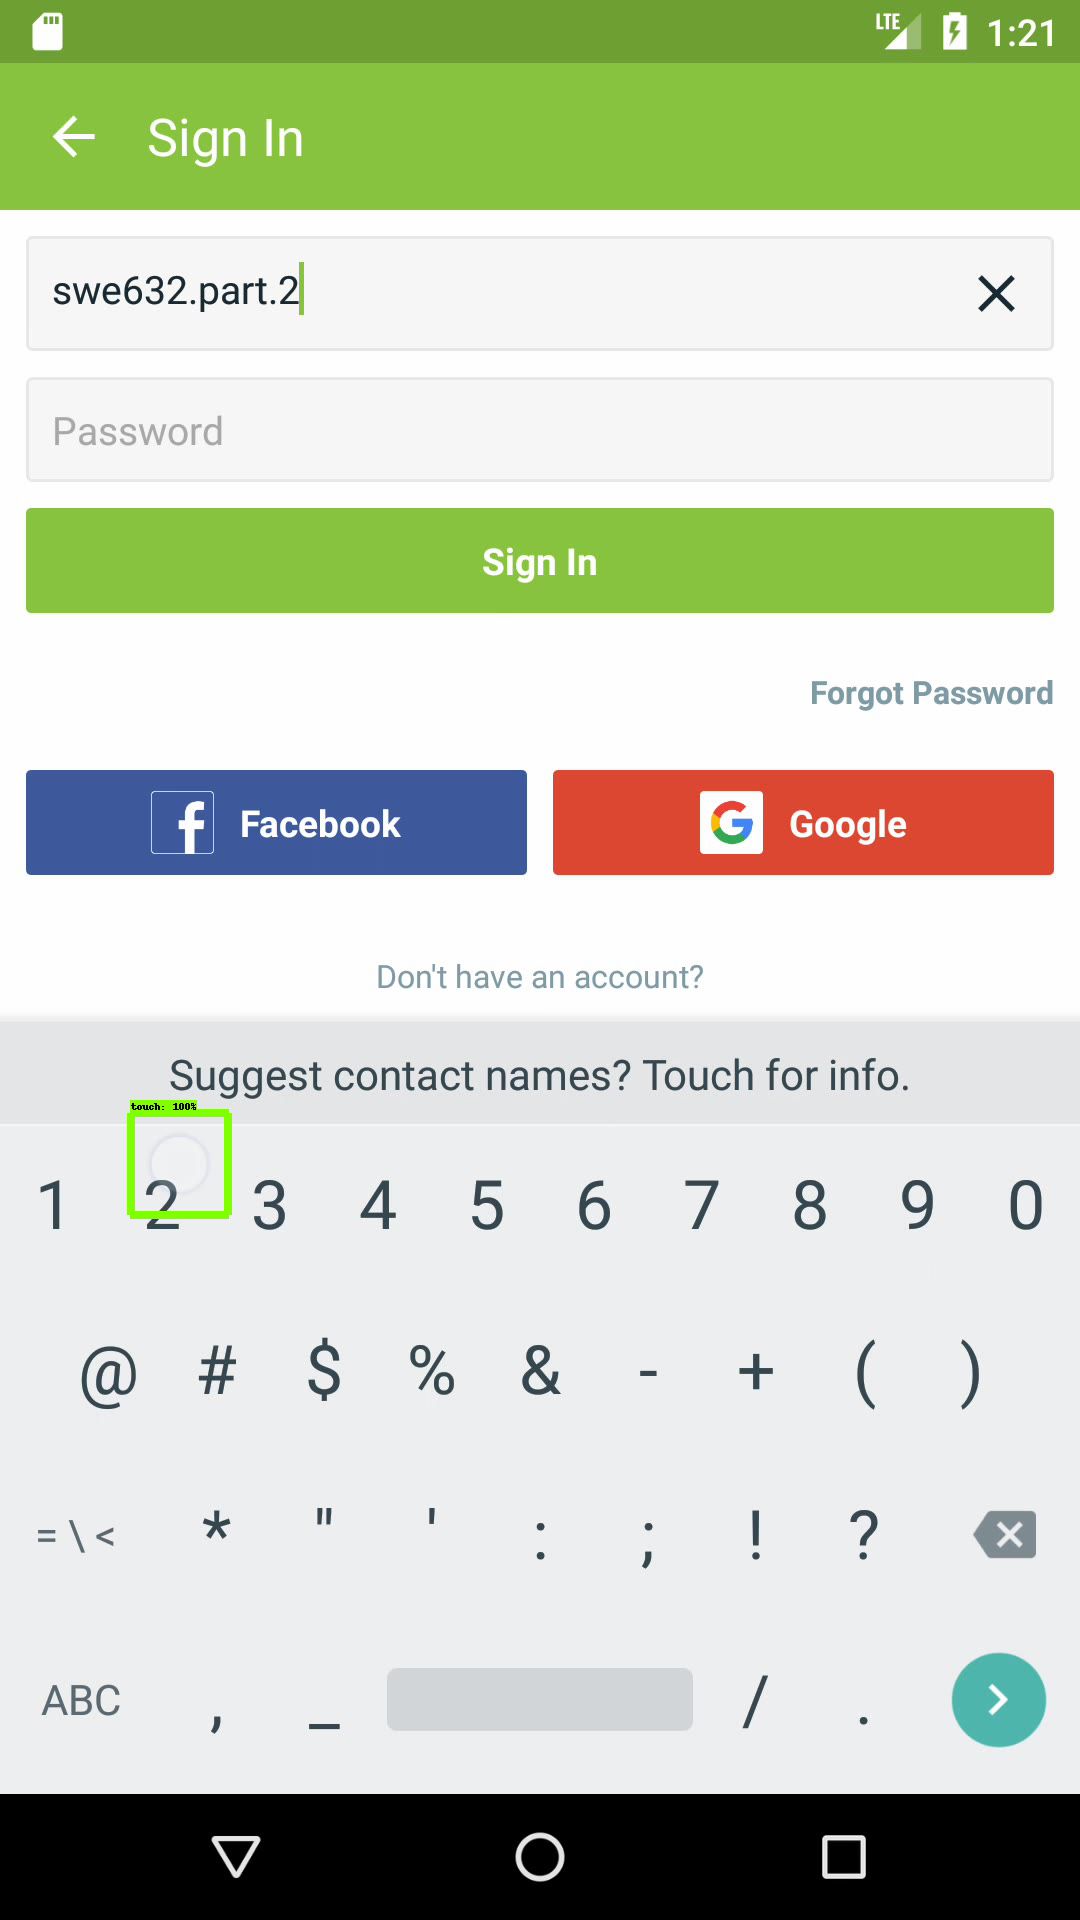 LTE 1:21
Sign In
swe632.part.2
Password
Sign In
Forgot Password
Facebook
Google
Don't have an account?
Suggest contact names? Touch for info.
touch: 100%
1 2 3 4 5 6 7 8 9 0
@ # $ % & - + ( )
= \ < * " ' : ; ! ?
ABC , _ / .